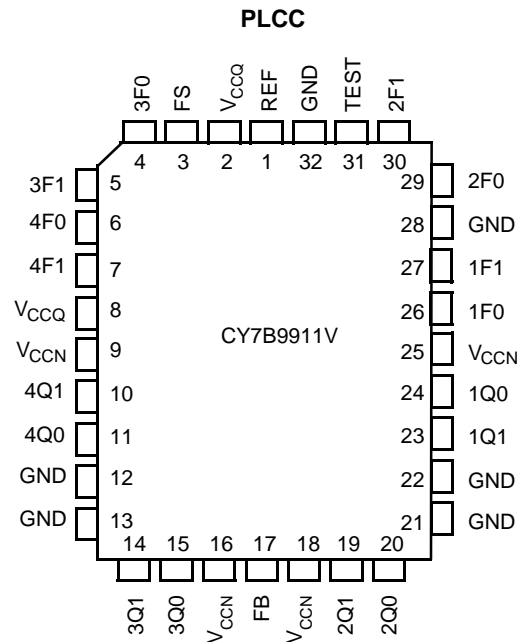 PLCC
3F0 FS VCCQ REF GND TEST 2F1
4 3 2 1 32 31 30
3F1 5 29 2F0
4F0 6 28 GND
4F1 7 27 1F1
VCCQ 8 26 1F0
CY7B9911V
VCCN 9 25 VCCN
4Q1 10 24 1Q0
4Q0 11 23 1Q1
GND 12 22 GND
GND 13 21 GND
14 15 16 17 18 19 20
3Q1 3Q0 VCCN FB VCCN 2Q1 2Q0